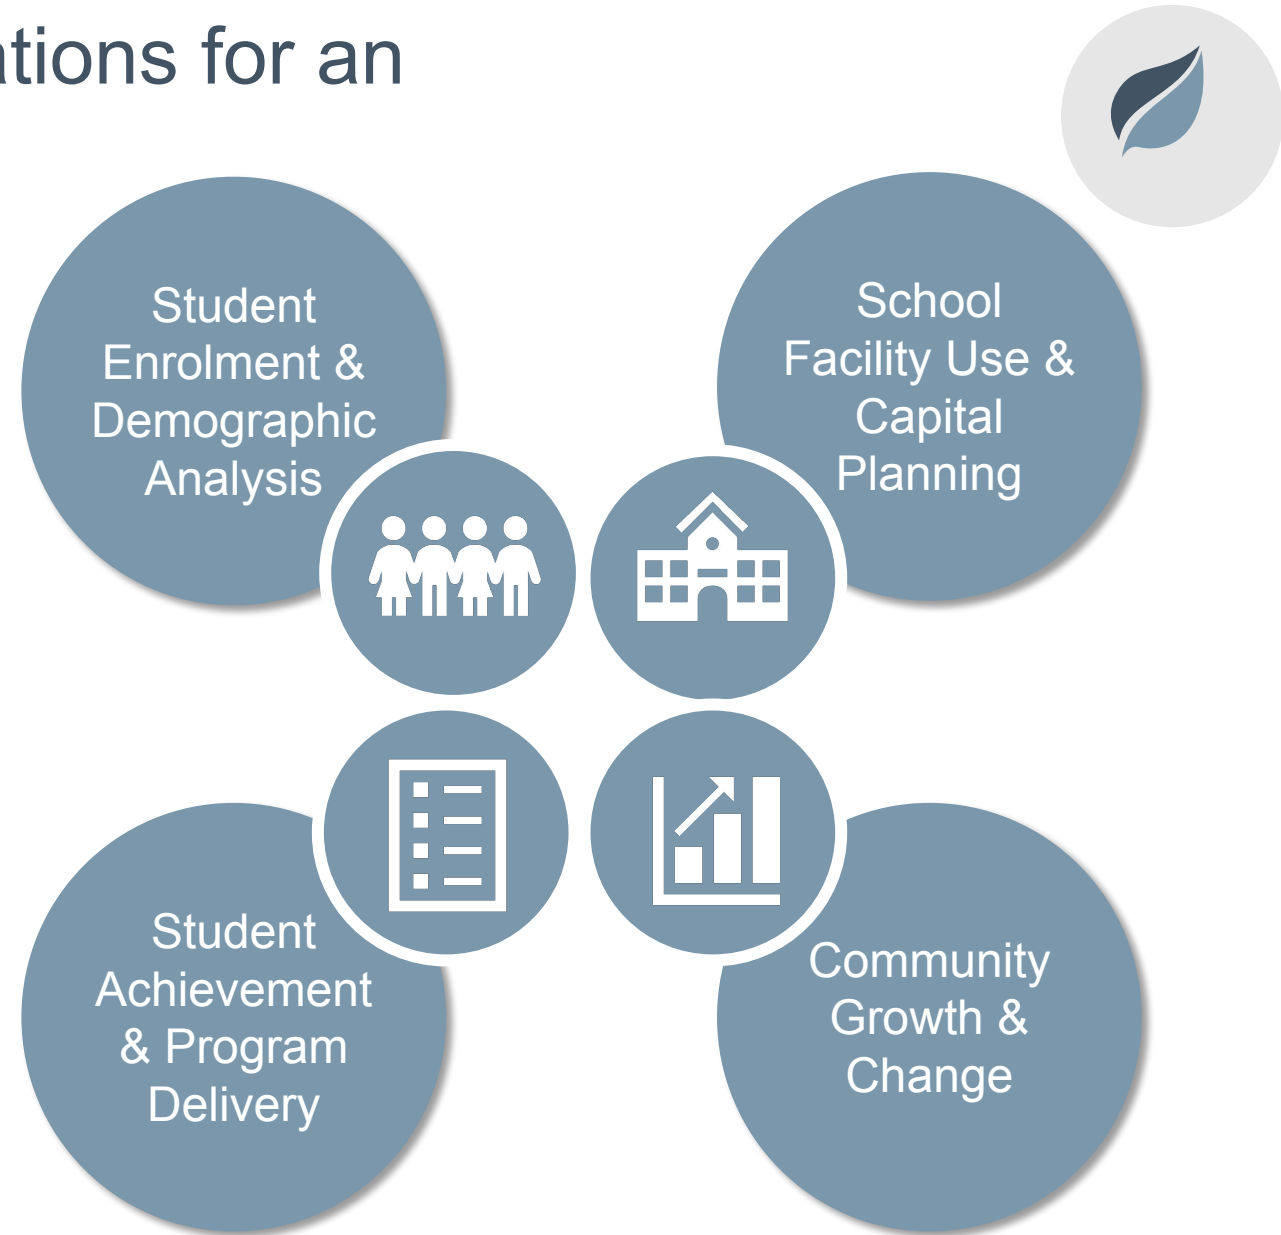 ations for an
Student
Enrolment &
Demographic
Analysis
School
Facility Use &
Capital
Planning
Student
Achievement
& Program
Delivery
Community
Growth &
Change